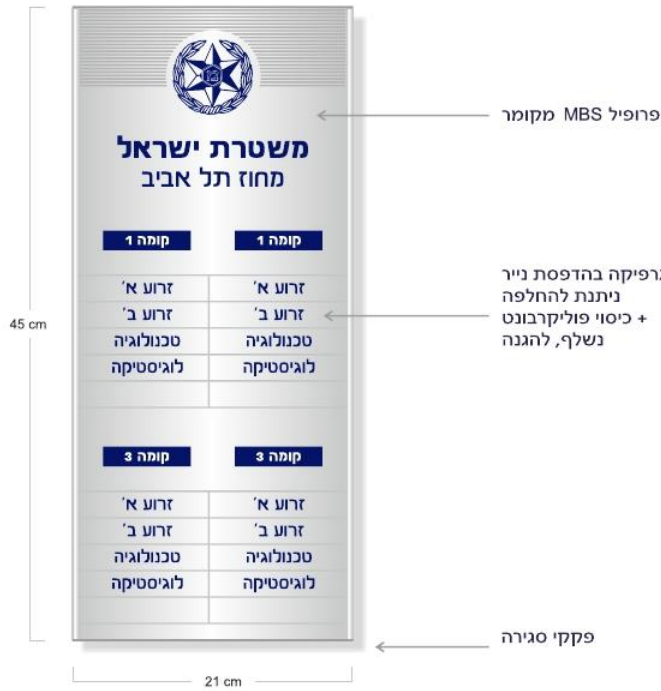 פרופיל MBS מקומר
משטרת ישראל
מחוז תל אביב
קומה 1
קומה 1
זרוע א׳ זרוע א׳
זרוע ב׳ זרוע ב׳
טכנולוגיה טכנולוגיה
לוגיסטיקה לוגיסטיקה
בהדפסת נייר
ניתנת להחלפה
+ כיסוי פוליקרבונט
נשלף, להגנה
45 cm
קומה 3
קומה 3
זרוע א׳ זרוע א׳
זרוע ב׳ זרוע ב׳
טכנולוגיה טכנולוגיה
לוגיסטיקה לוגיסטיקה
פקקי סגירה
21 cm